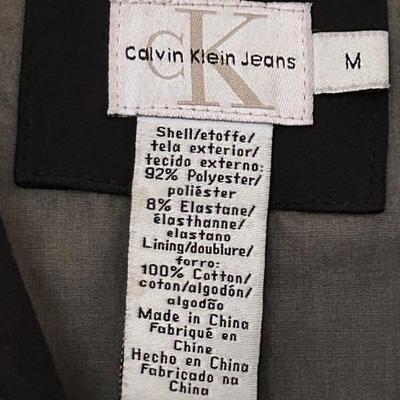 CK
Calvin Klein Jeans
M
Shell/etoffe/
tela exterior/
tecido externo:
92% Polyester/
poliéster
8% Elastane/
élasthanne/
elastano
Lining/doublure/
forro:
100% Cotton/
coton/algodón/
algodão
Made in China
Fabriqué en
Chine
Hecho en China
Fabricado na
China